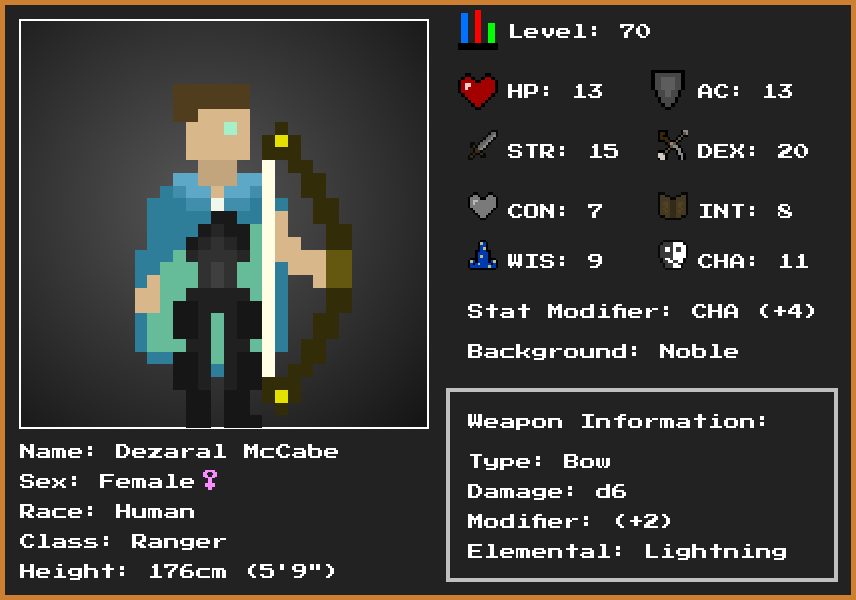 Level: 70
HP: 13
AC: 13
STR: 15
DEX: 20
CON: 7
INT: 8
WIS: 9
CHA: 11
Stat Modifier: CHA (+4)
Background: Noble
Weapon Information:
Type: Bow
Damage: d6
Modifier: (+2)
Elemental: Lightning
Name: Dezaral McCabe
Sex: Female♀
Race: Human
Class: Ranger
Height: 176cm (5'9")